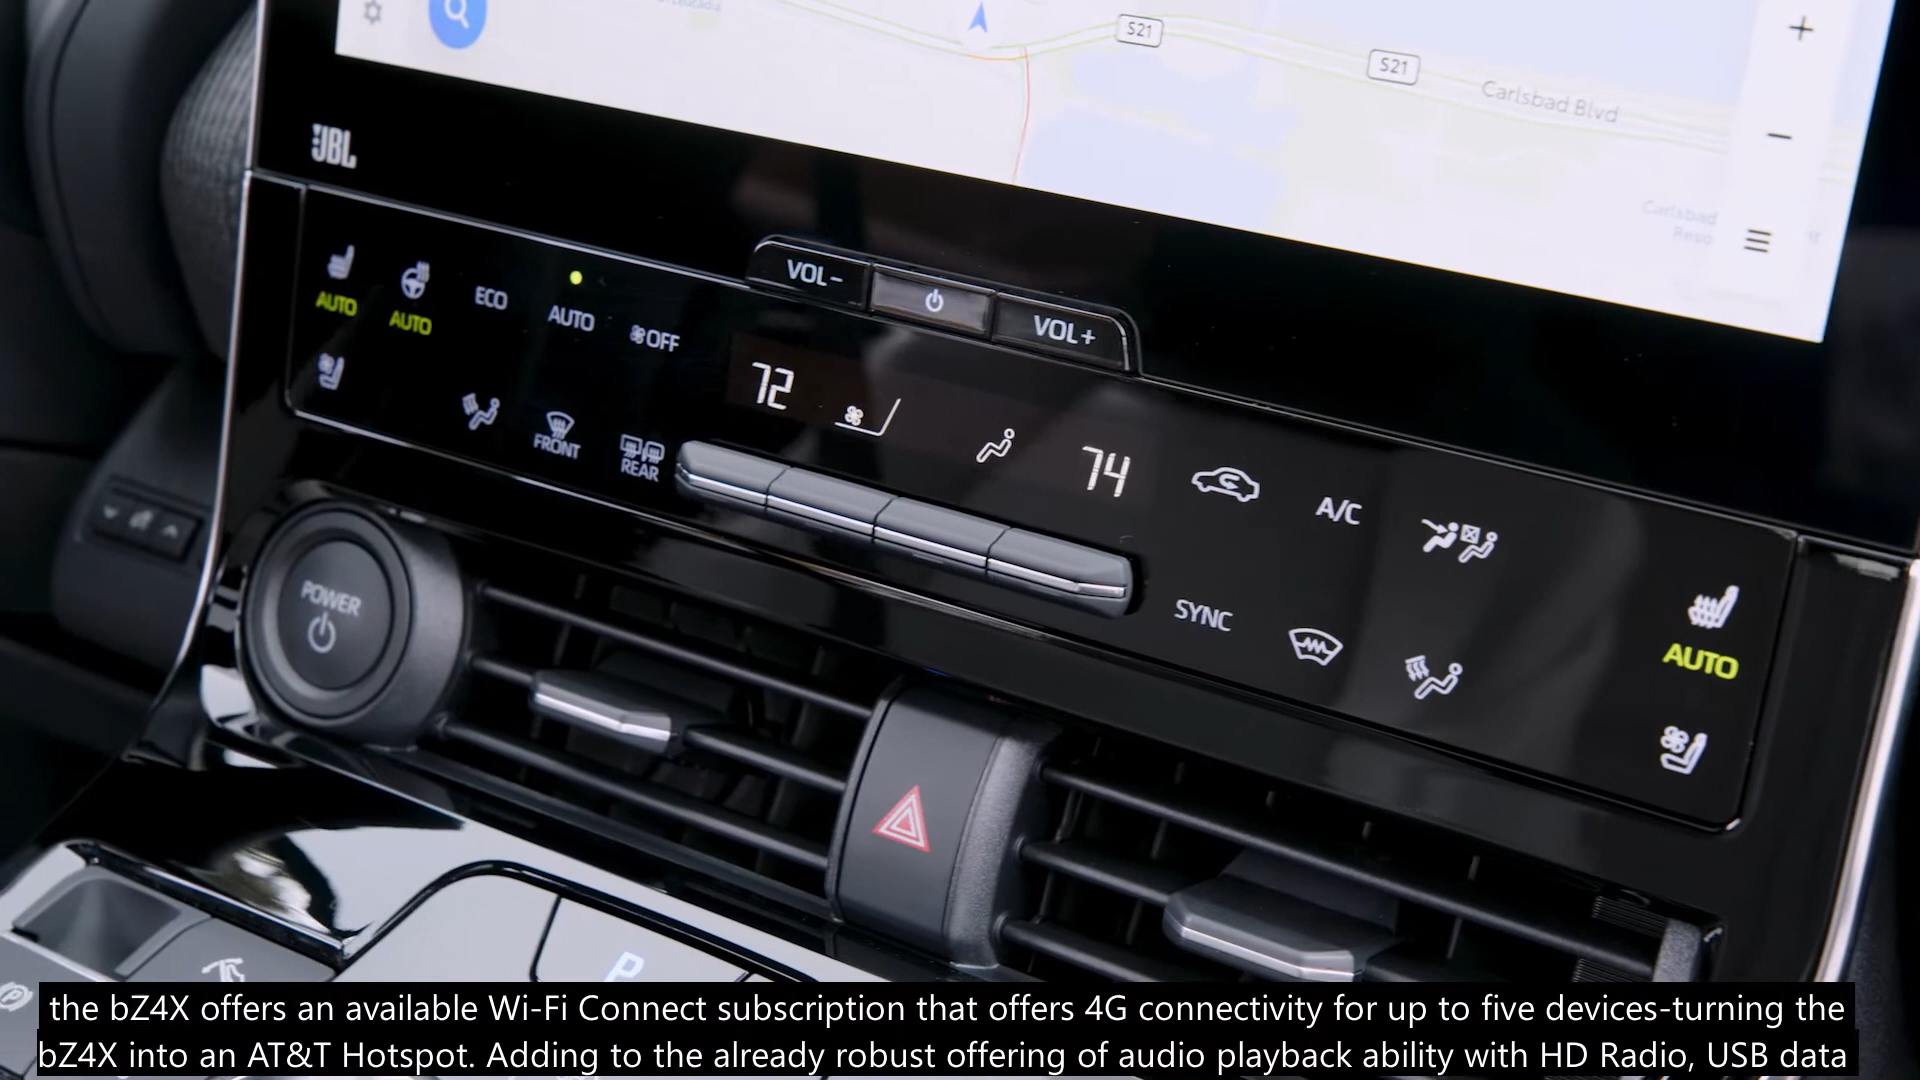 S21
S21
Carlsbad Blvd
Carlsbad
JBL
VOL-
VOL+
AUTO
AUTO
ECO
AUTO
OFF
72
74
FRONT
REAR
A/C
SYNC
AUTO
POWER
P
the bZ4X offers an available Wi-Fi Connect subscription that offers 4G connectivity for up to five devices-turning the
bZ4X into an AT&T Hotspot. Adding to the already robust offering of audio playback ability with HD Radio, USB data